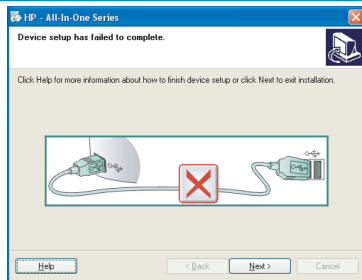 HP - All-In-One Series
Device setup has failed to complete.
Click Help for more information about how to finish device setup or click Next to exit installation.
Help
< Back
Next >
Cancel